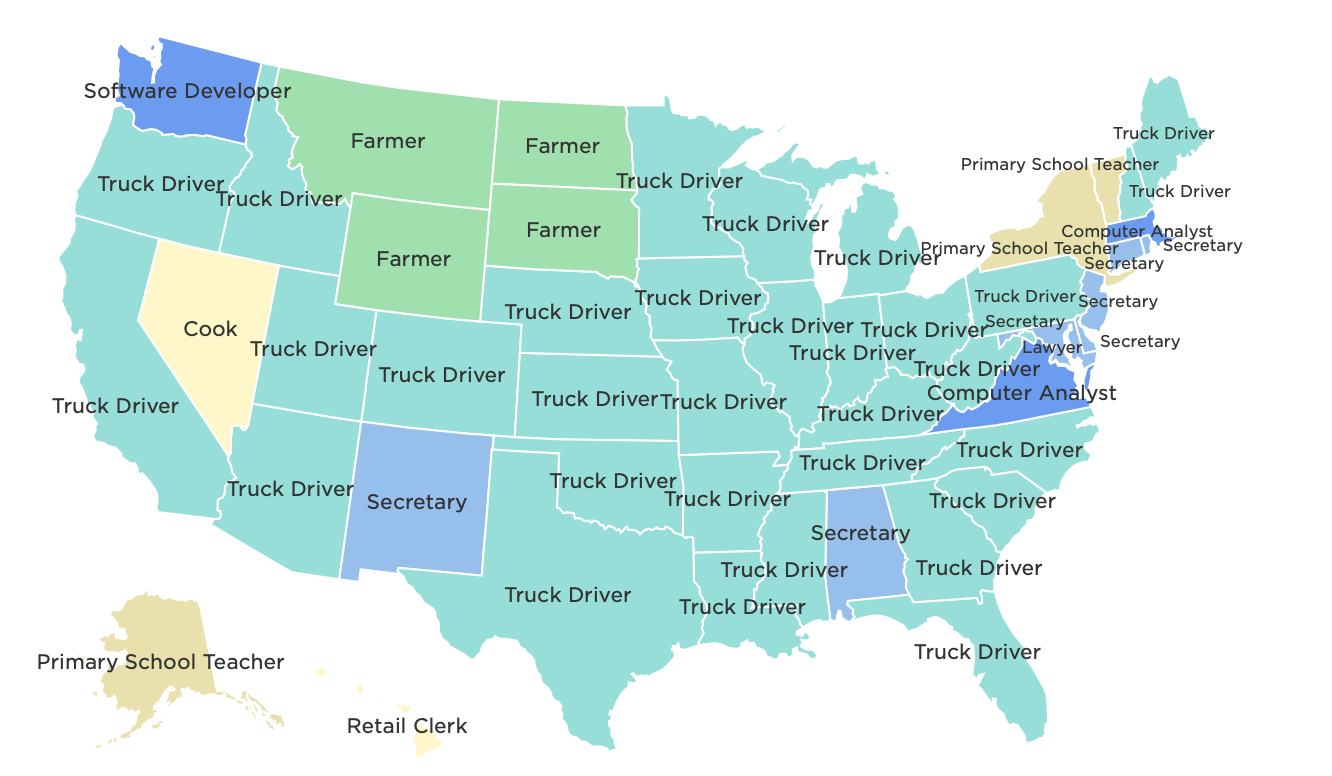 Software Developer
Truck Driver
Farmer
Farmer
Primary School Teacher
Truck Driver
Truck Driver
Truck Driver
Truck Driver
Truck Driver
Truck Driver
Farmer
Computer Analyst
Primary School Teacher
Secretary
Farmer
Truck Driver
Secretary
Truck Driver
Truck Driver
Secretary
Truck Driver
Secretary
Cook
Truck Driver
Truck Driver
Secretary
Truck Driver
Truck Driver
Lawyer
Truck Driver
Truck Driver
Computer Analyst
Truck Driver
Truck Driver
Truck Driver
Truck Driver
Truck Driver
Truck Driver
Truck Driver
Truck Driver
Secretary
Truck Driver
Truck Driver
Secretary
Truck Driver
Truck Driver
Truck Driver
Truck Driver
Truck Driver
Primary School Teacher
Retail Clerk